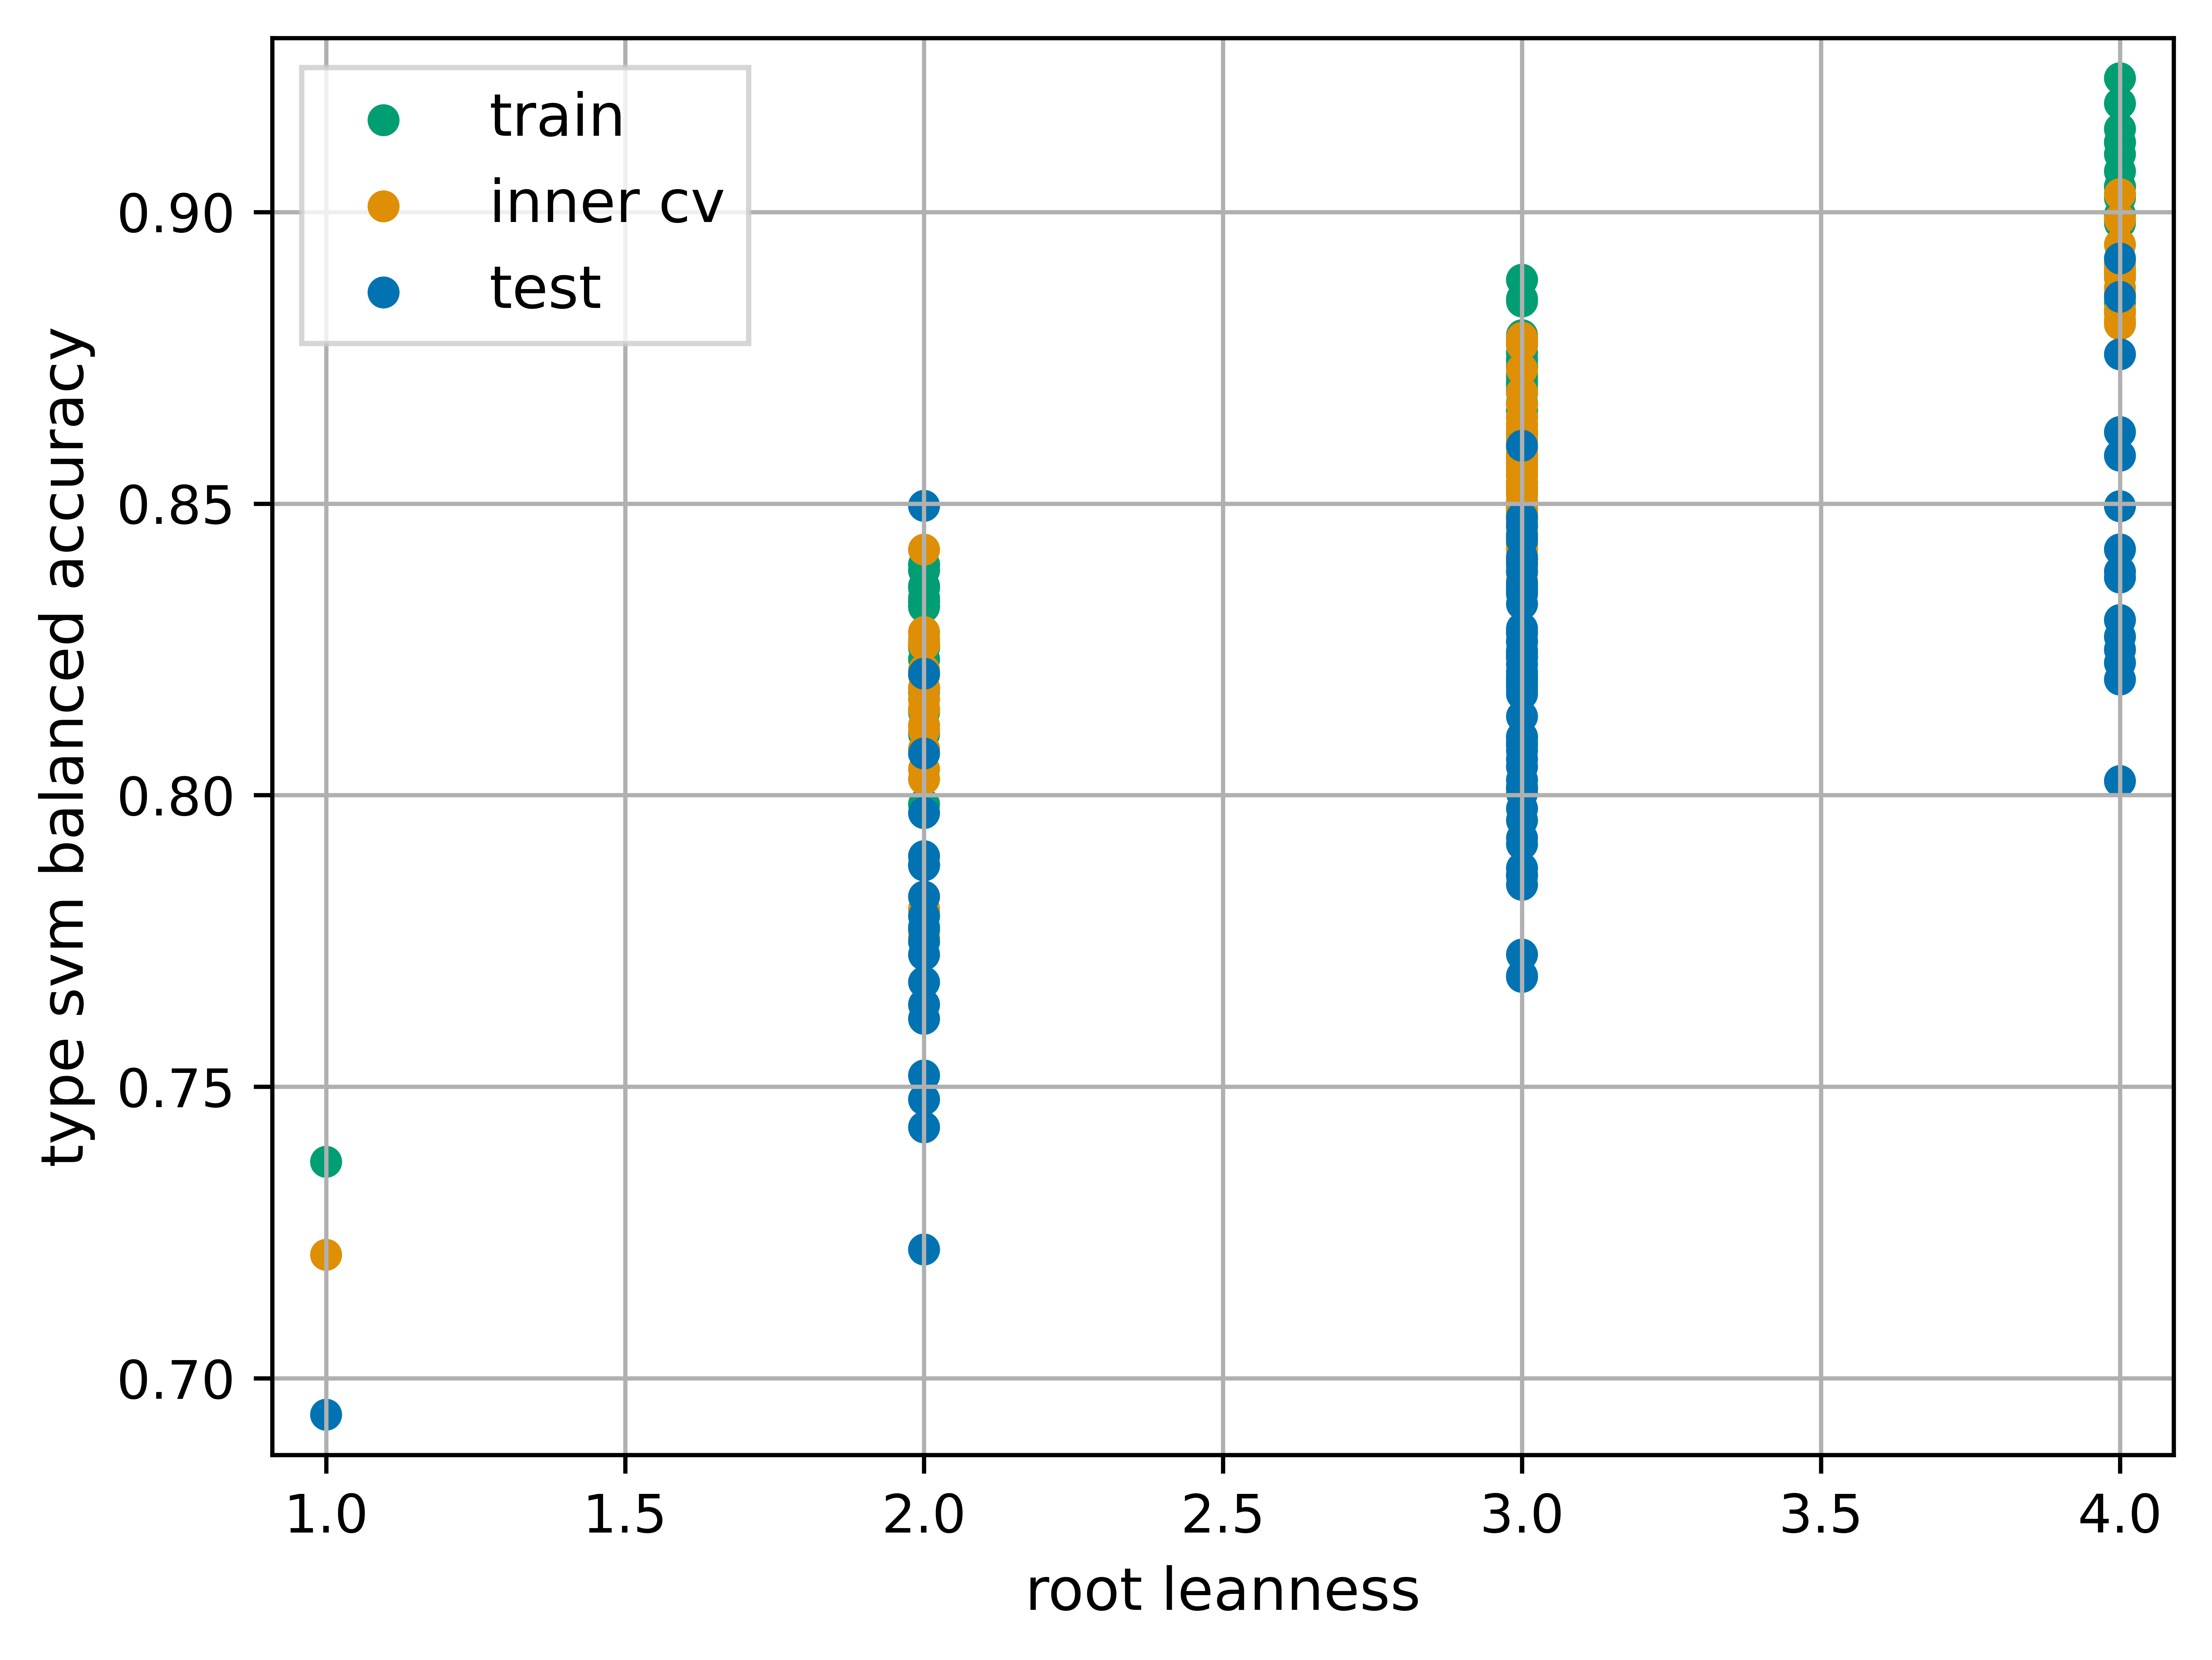 train
inner cv
test
0.90
0.85
0.80
0.75
0.70
type svm balanced accuracy
1.0 1.5 2.0 2.5 3.0 3.5 4.0
root leanness